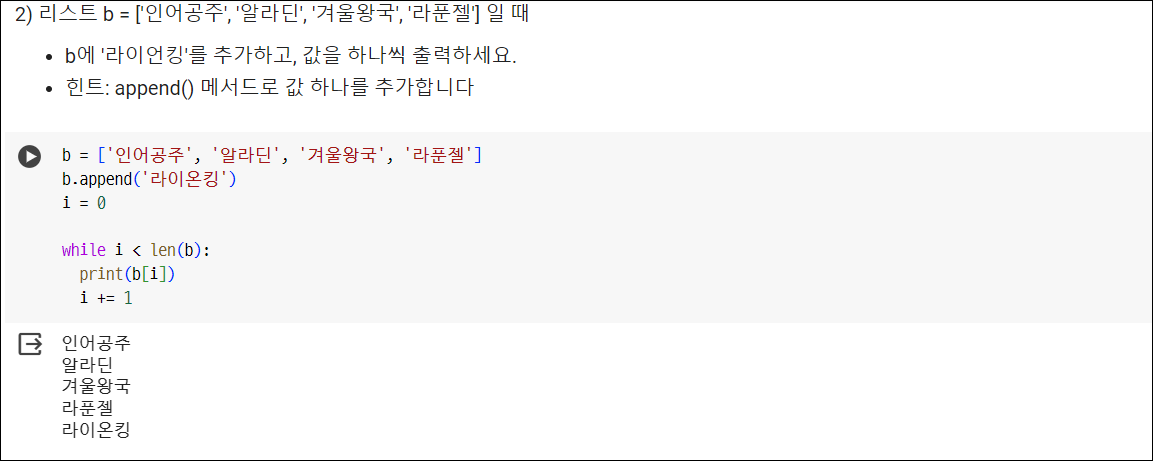 2) 리스트 b = ['인어공주', '알라딘', '겨울왕국', '라푼젤'] 일 때
• b에 '라이언킹'를 추가하고, 값을 하나씩 출력하세요.
• 힌트: append() 메서드로 값 하나를 추가합니다
b = ['인어공주', '알라딘', '겨울왕국', '라푼젤']
b.append('라이온킹')
i = 0
while i < len(b):
  print(b[i])
  i += 1
인어공주
알라딘
겨울왕국
라푼젤
라이온킹